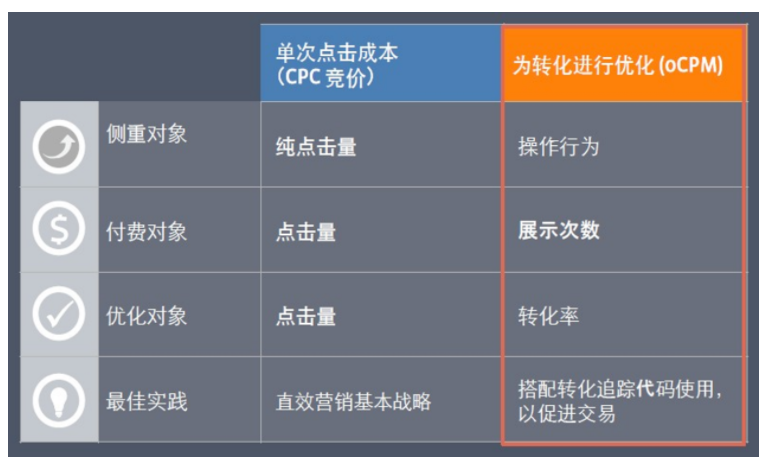 单次点击成本
（CPC 竞价）
为转化进行优化 (oCPM)
侧重对象
纯点击量
操作行为
付费对象
点击量
展示次数
优化对象
点击量
转化率
最佳实践
直效营销基本战略
搭配转化追踪代码使用，
以促进交易